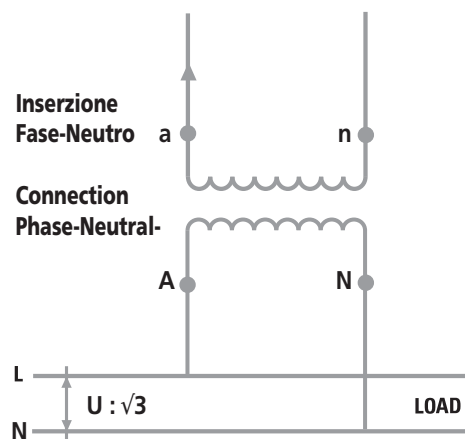 Inserzione
Fase-Neutro
a
n
Connection
Phase-Neutral-
A
N
L
U : √3
LOAD
N